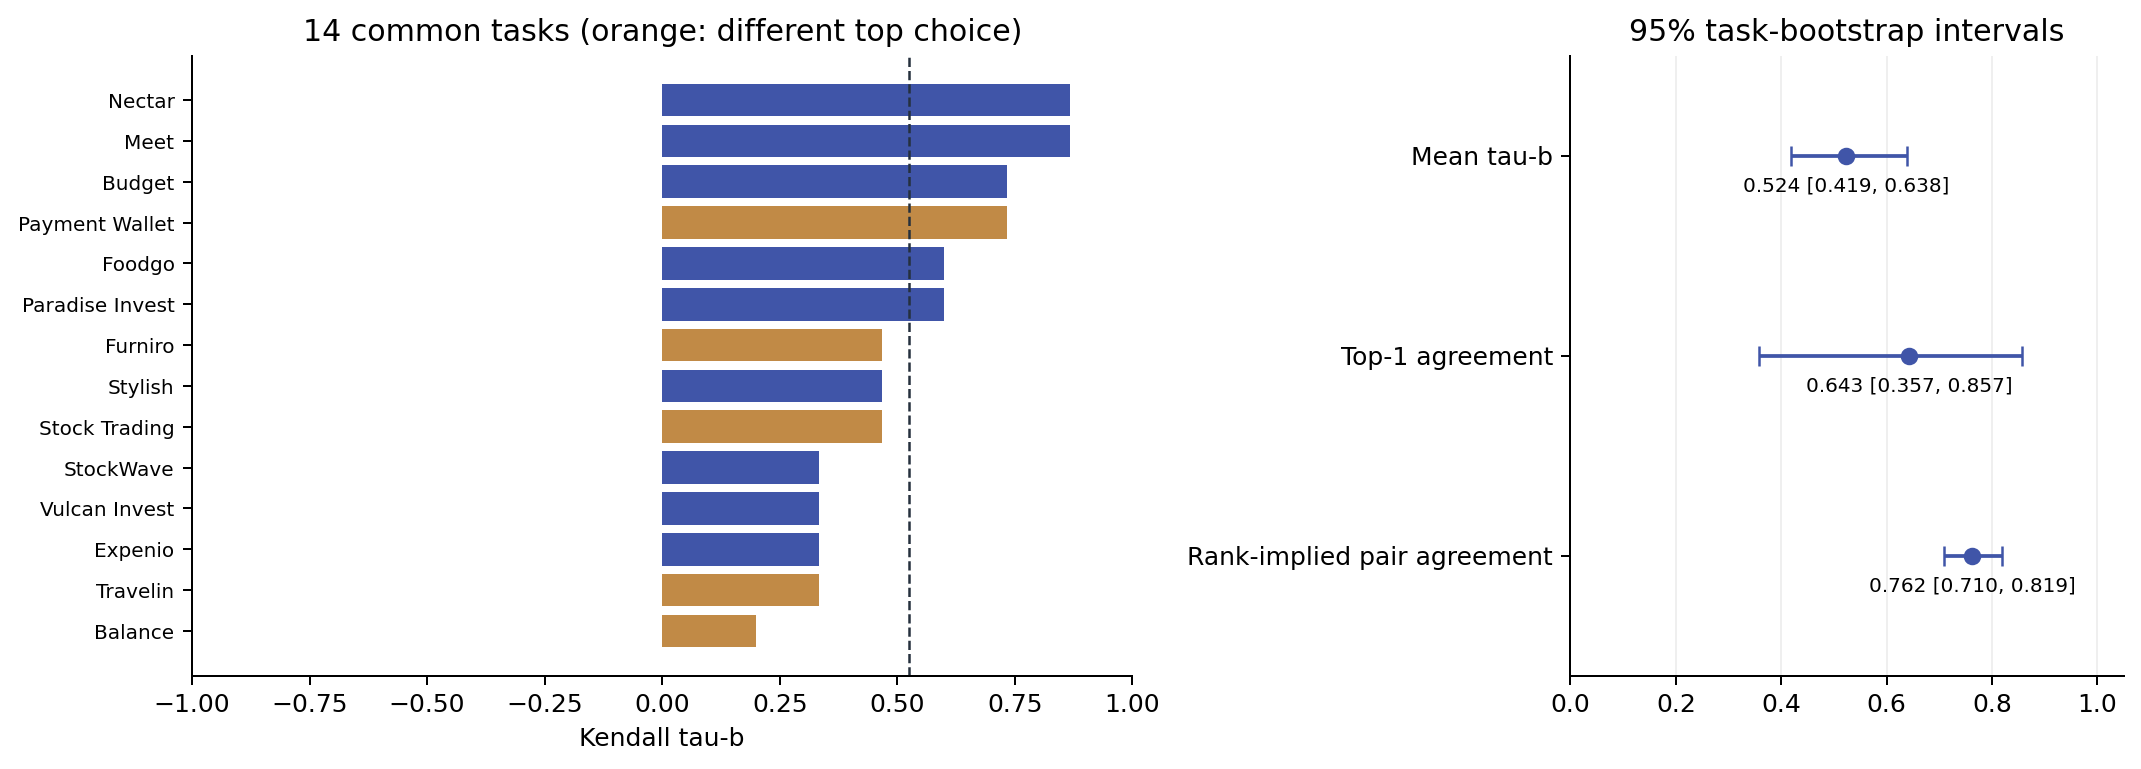 14 common tasks (orange: different top choice)
Nectar
Meet
Budget
Payment Wallet
Foodgo
Paradise Invest
Furniro
Stylish
Stock Trading
StockWave
Vulcan Invest
Expenio
Travelin
Balance
−1.00 −0.75 −0.50 −0.25 0.00 0.25 0.50 0.75 1.00
Kendall tau-b
95% task-bootstrap intervals
Mean tau-b
0.524 [0.419, 0.638]
Top-1 agreement
0.643 [0.357, 0.857]
Rank-implied pair agreement
0.762 [0.710, 0.819]
0.0 0.2 0.4 0.6 0.8 1.0